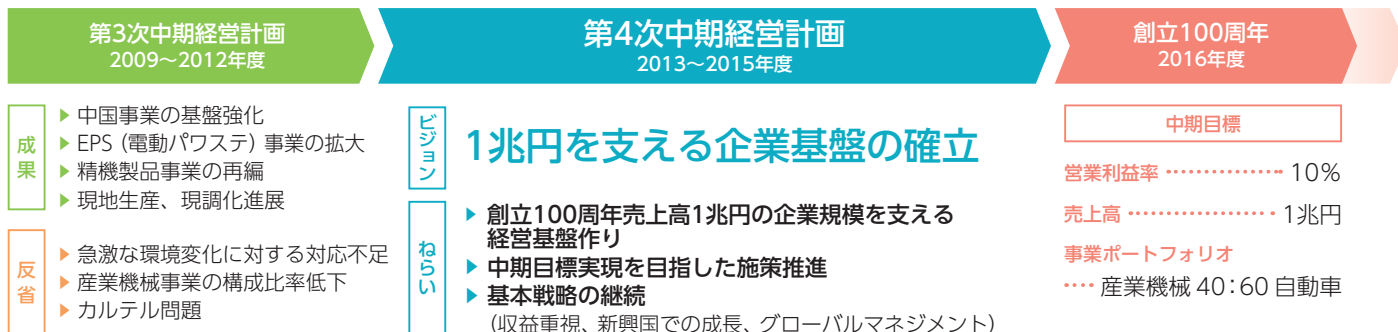 第3次中期経営計画
2009〜2012年度
成果
▶ 中国事業の基盤強化
▶ EPS（電動パワステ）事業の拡大
▶ 精機製品事業の再編
▶ 現地生産、現調化進展
反省
▶ 急激な環境変化に対する対応不足
▶ 産業機械事業の構成比率低下
▶ カルテル問題
第4次中期経営計画
2013〜2015年度
ビジョン
1兆円を支える企業基盤の確立
ねらい
▶ 創立100周年売上高1兆円の企業規模を支える
経営基盤作り
▶ 中期目標実現を目指した施策推進
▶ 基本戦略の継続
（収益重視、新興国での成長、グローバルマネジメント）
創立100周年
2016年度
中期目標
営業利益率 ・・・・・・・・・・・・・・・ 10%
売上高 ・・・・・・・・・・・・・・・・・・・ 1兆円
事業ポートフォリオ
・・・・ 産業機械 40：60 自動車